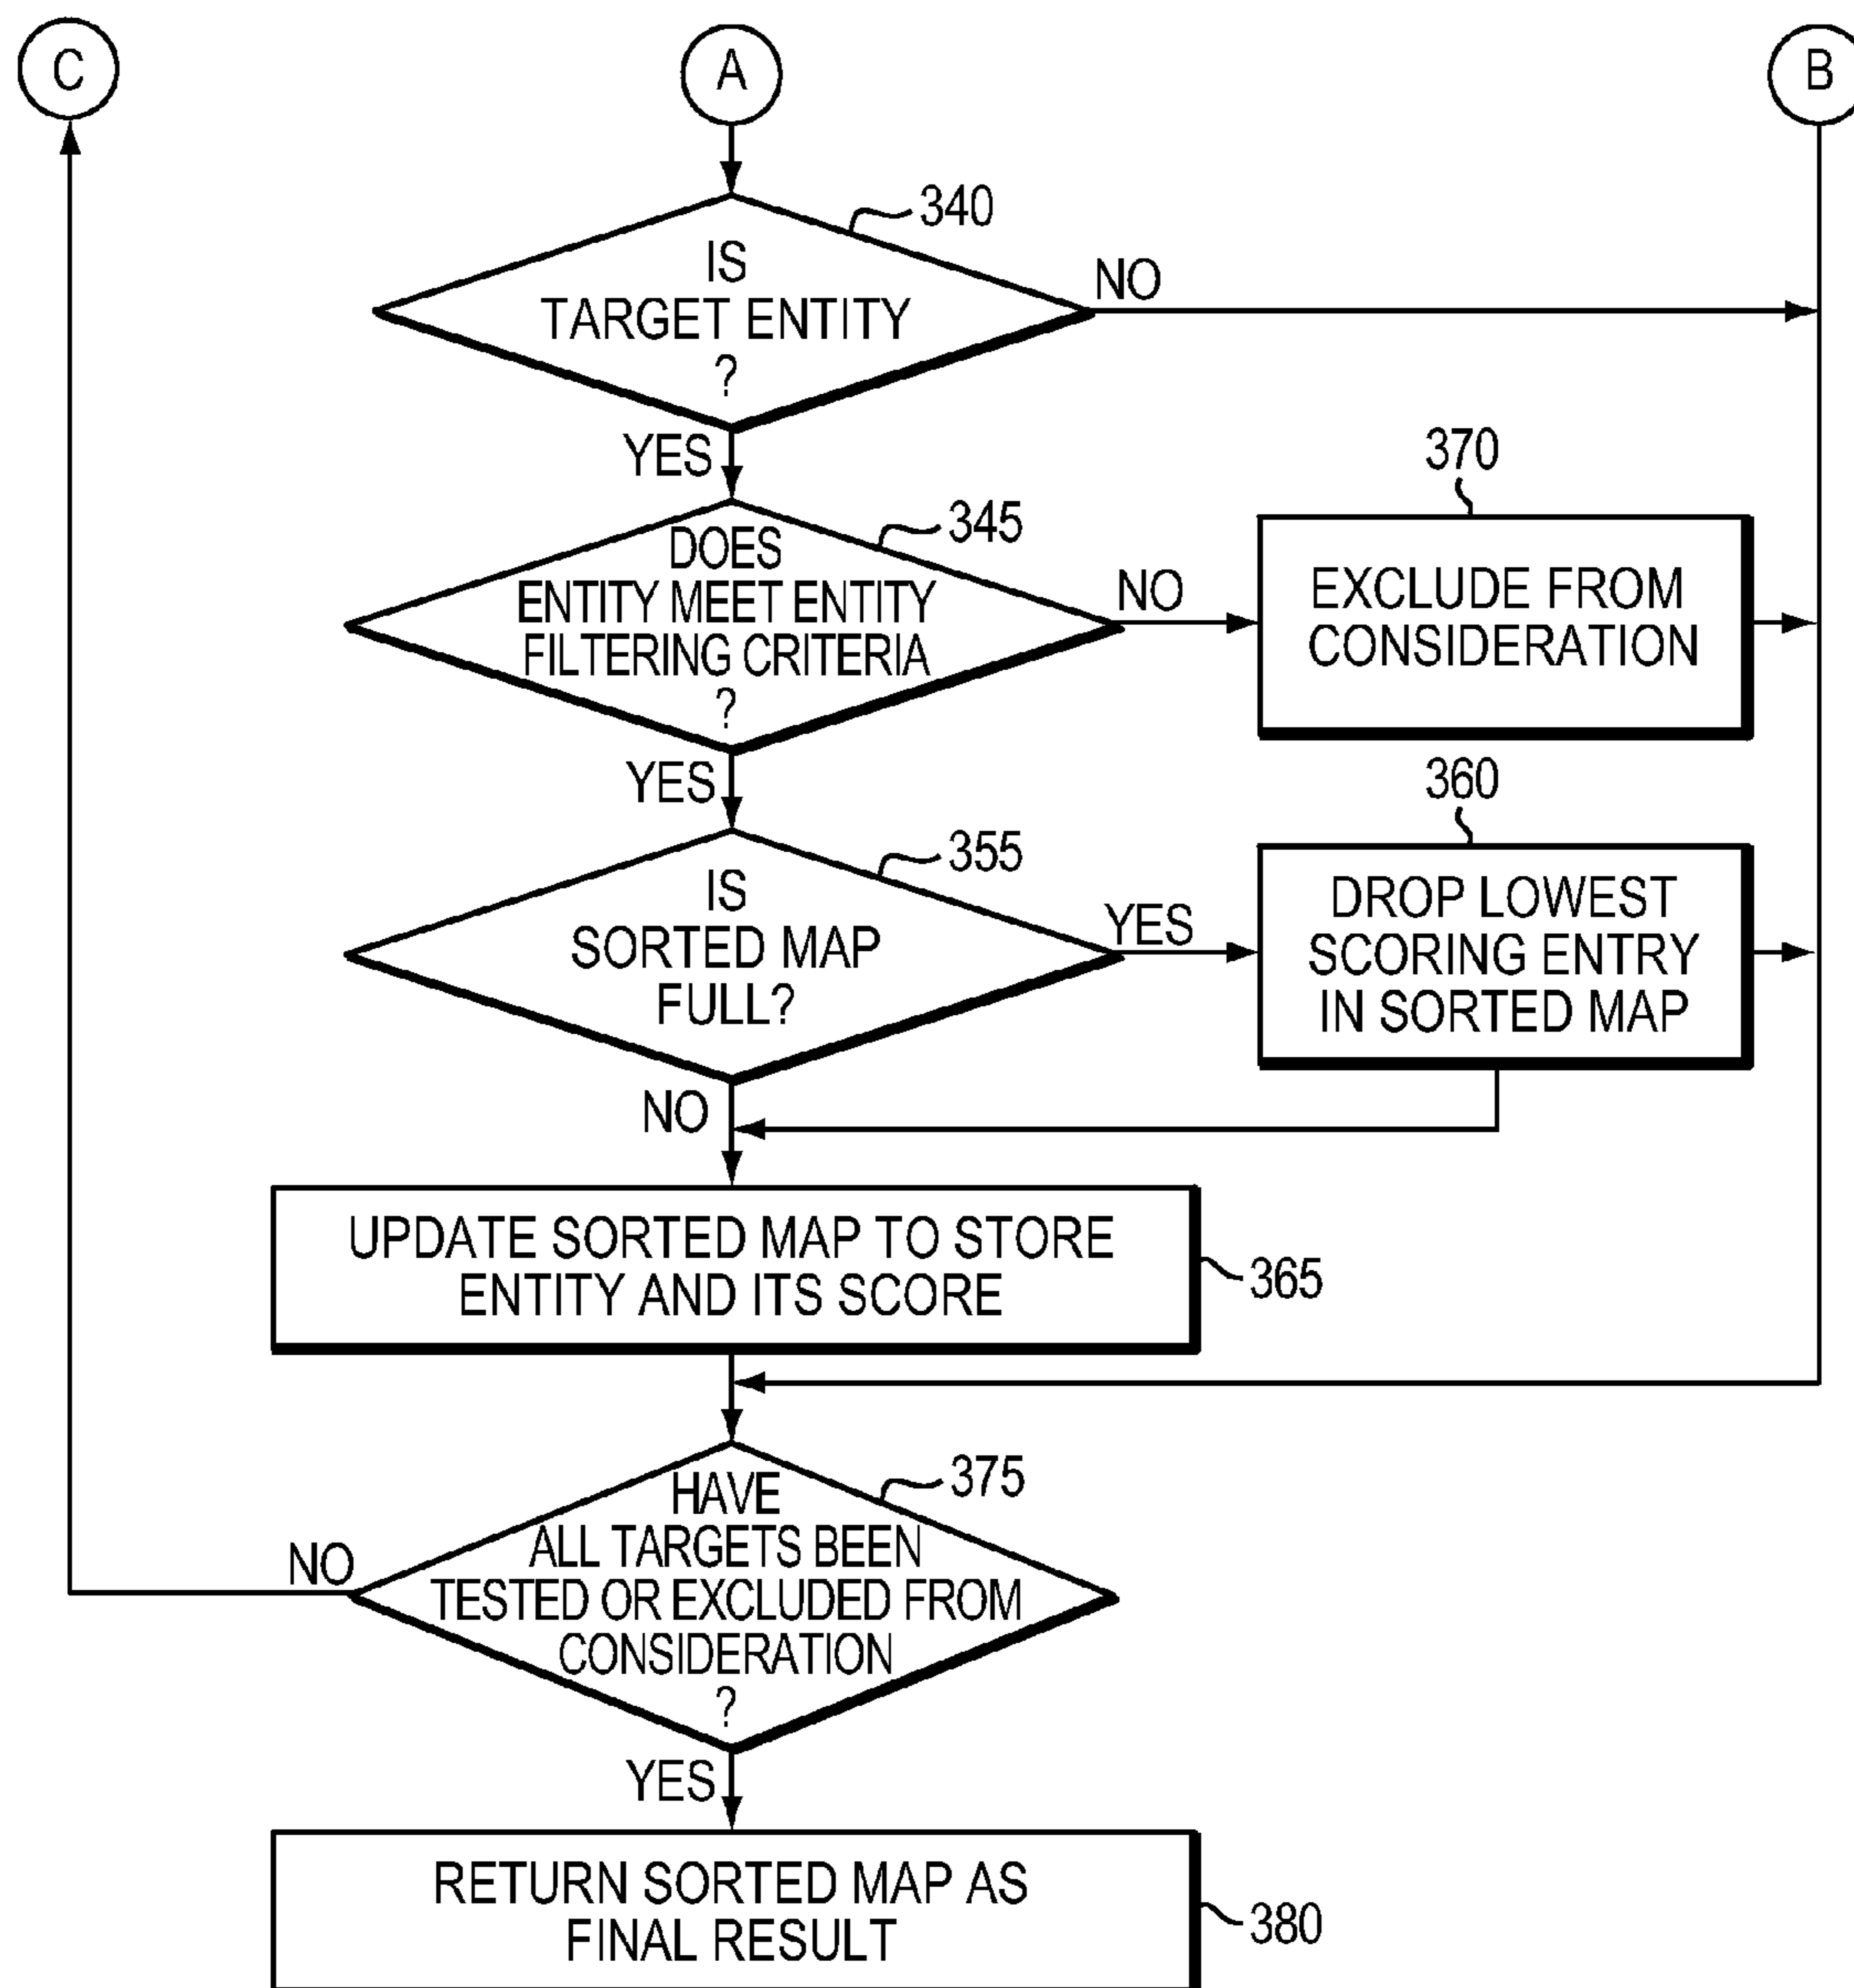 C
A
B
340
IS
TARGET ENTITY
?
NO
YES
345
DOES
ENTITY MEET ENTITY
FILTERING CRITERIA
?
NO
370
EXCLUDE FROM
CONSIDERATION
YES
355
IS
SORTED MAP
FULL?
YES
360
DROP LOWEST
SCORING ENTRY
IN SORTED MAP
NO
UPDATE SORTED MAP TO STORE
ENTITY AND ITS SCORE
365
375
HAVE
ALL TARGETS BEEN
TESTED OR EXCLUDED FROM
CONSIDERATION
?
NO
YES
RETURN SORTED MAP AS
FINAL RESULT
380